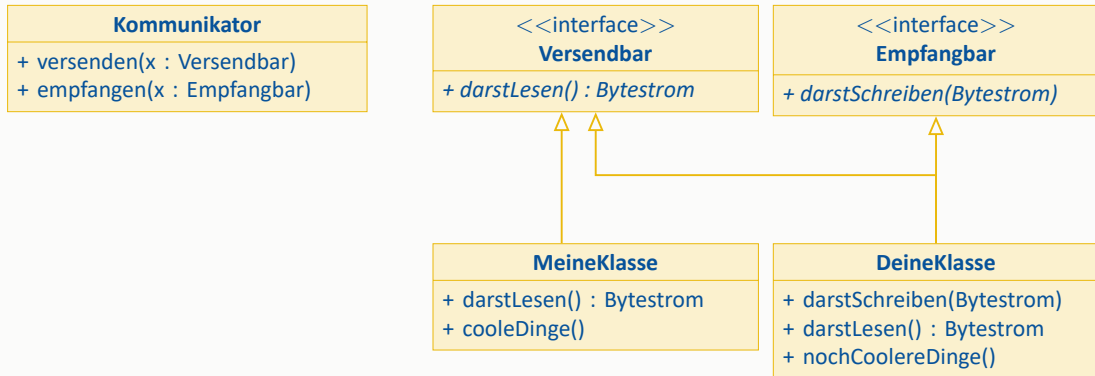 Kommunikator
+ versenden(x : Versendbar)
+ empfangen(x : Empfangbar)
<<interface>>
Versendbar
+ darstLesen() : Bytestrom
<<interface>>
Empfangbar
+ darstSchreiben(Bytestrom)
MeineKlasse
+ darstLesen() : Bytestrom
+ cooleDinge()
DeineKlasse
+ darstSchreiben(Bytestrom)
+ darstLesen() : Bytestrom
+ nochCoolereDinge()